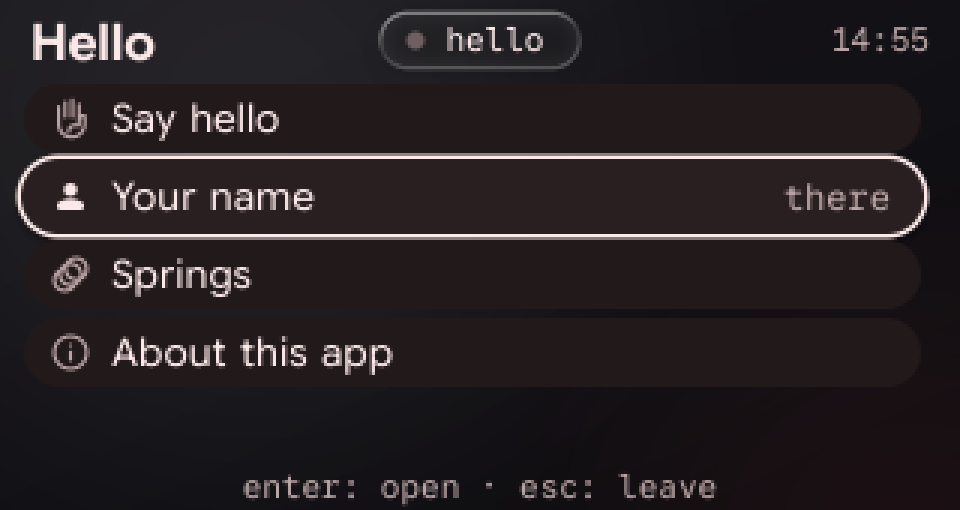 Hello
hello
14:55
Say hello
Your name there
Springs
About this app
enter: open · esc: leave